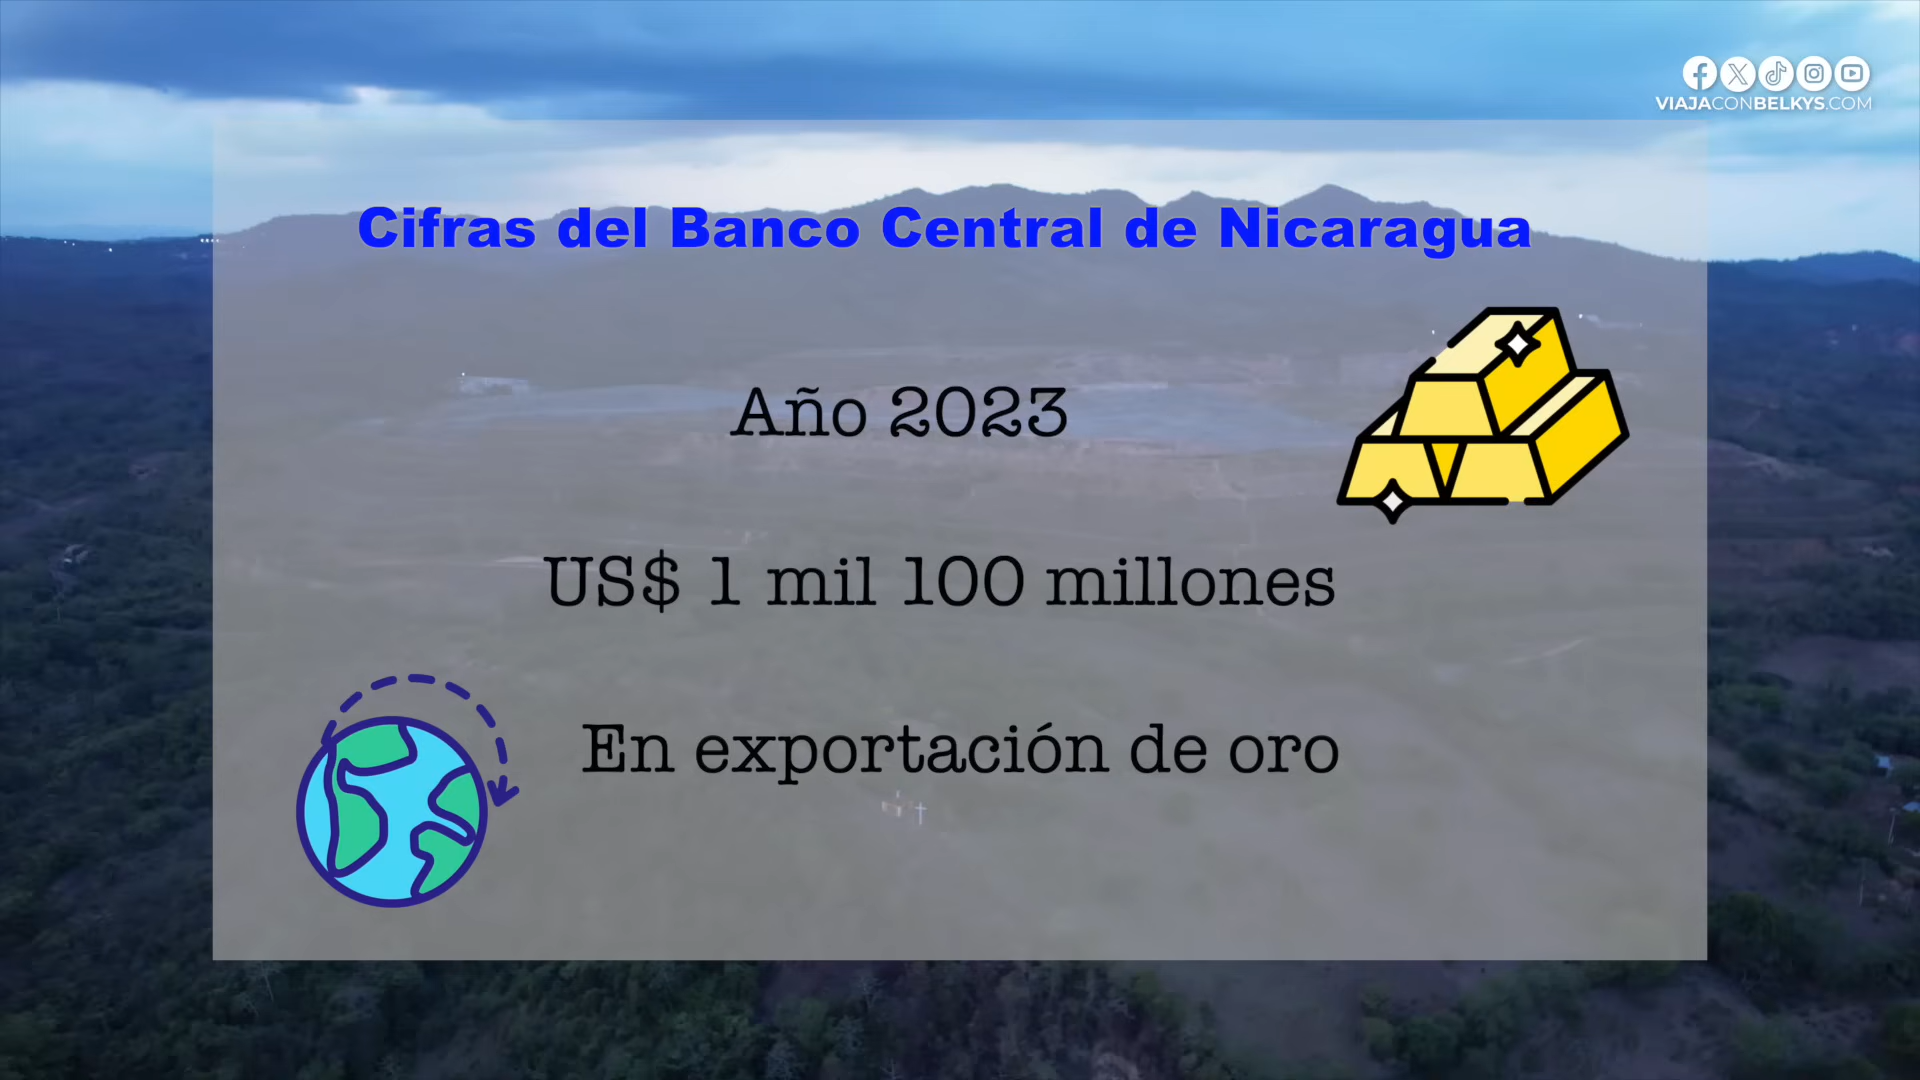 VIAJACONBELKYS.COM
Cifras del Banco Central de Nicaragua
Año 2023
US$ 1 mil 100 millones
En exportación de oro